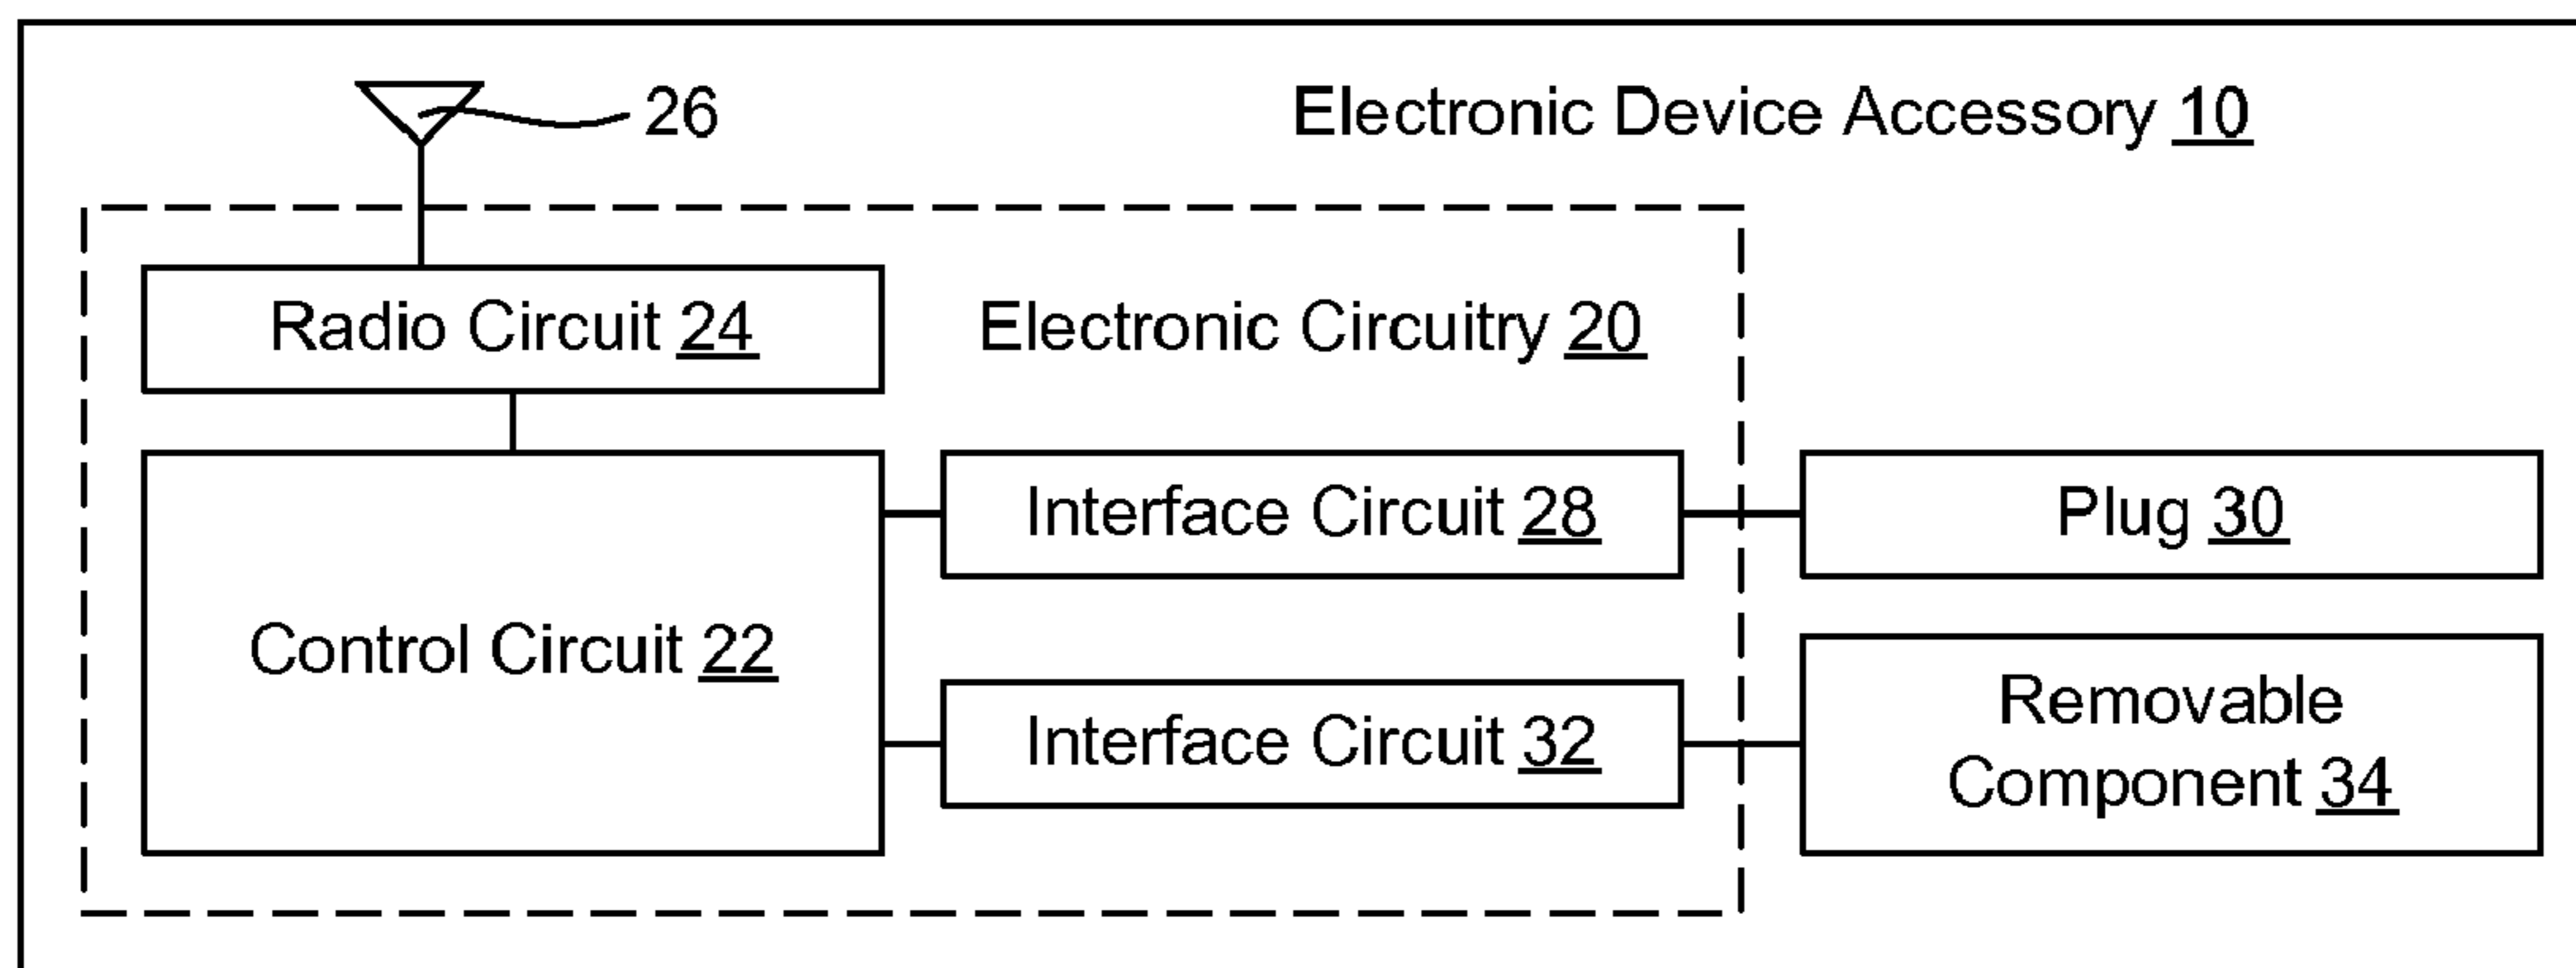 26
Electronic Device Accessory 10
Radio Circuit 24
Electronic Circuitry 20
Interface Circuit 28
Plug 30
Control Circuit 22
Interface Circuit 32
Removable
Component 34